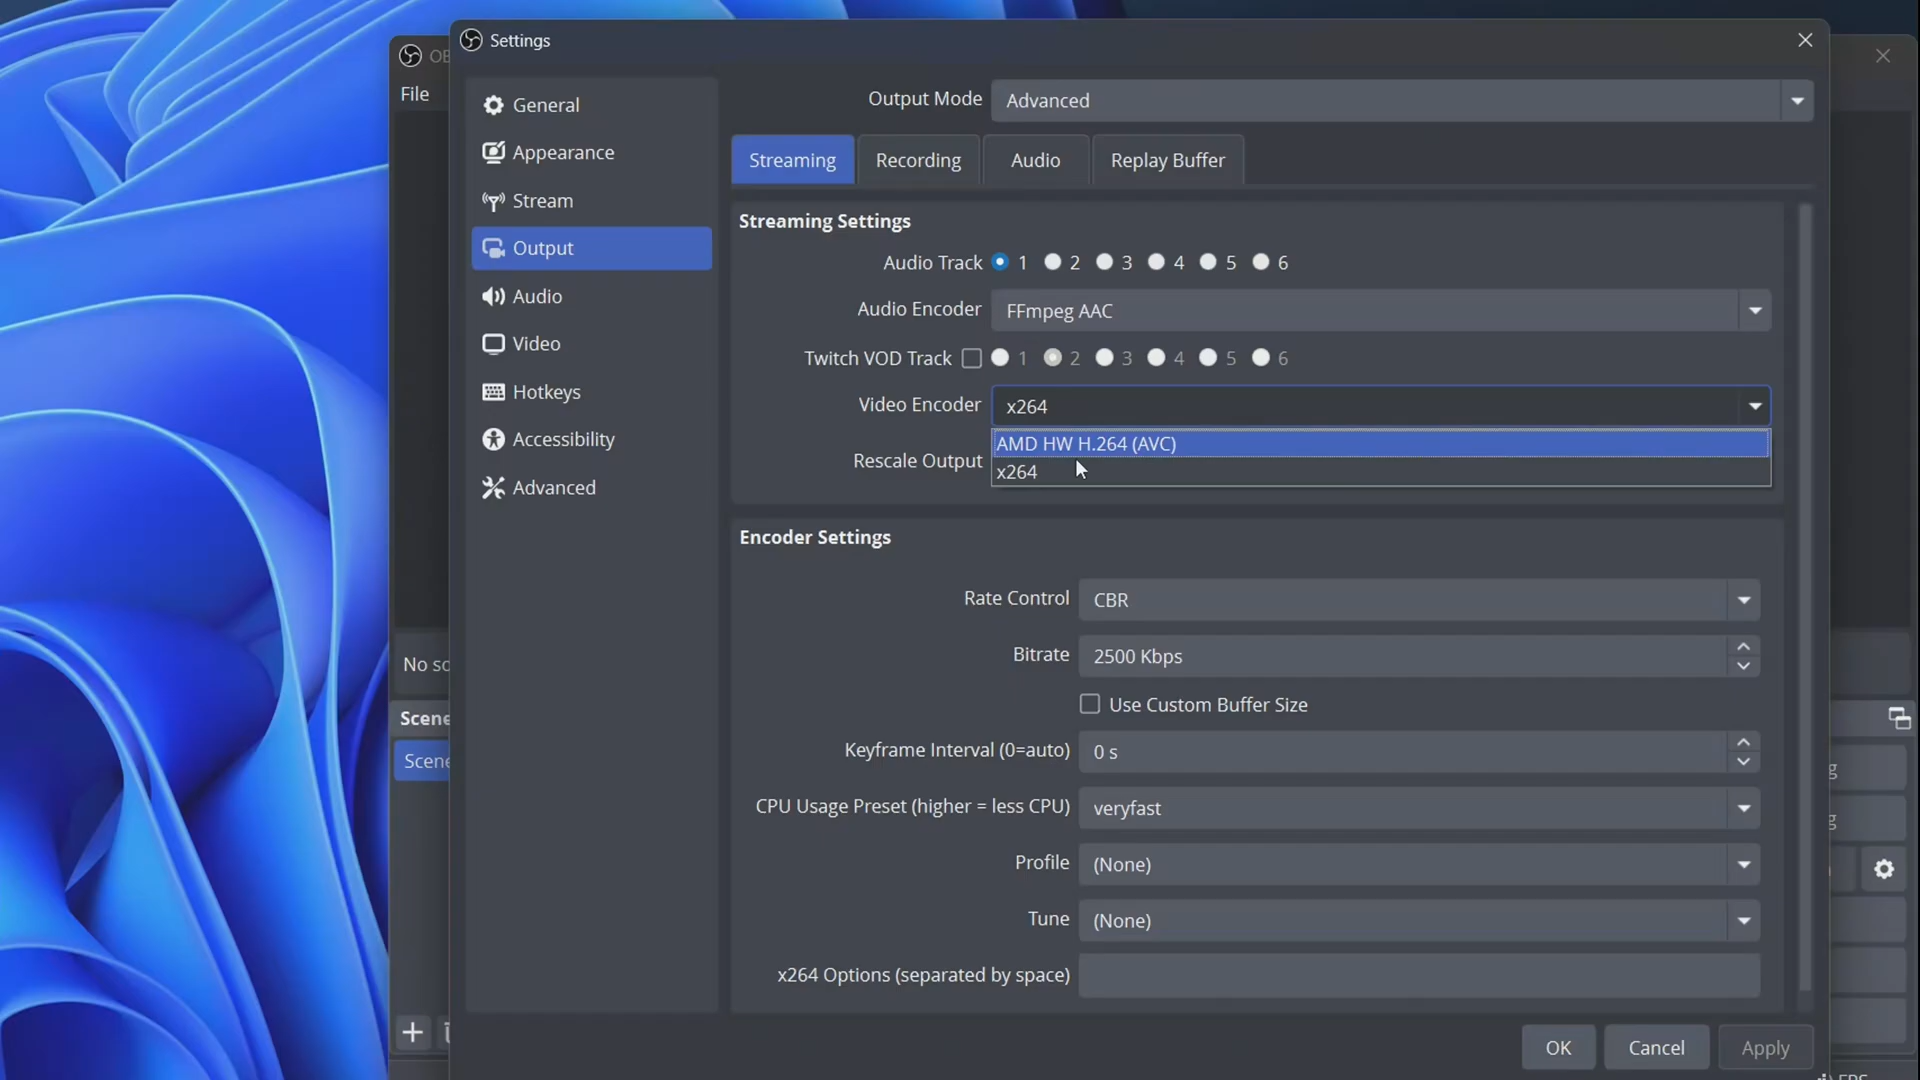 Settings
OB
File
General
Appearance
Stream
Output
Audio
Video
Hotkeys
Accessibility
Advanced
Output Mode Advanced
Streaming Recording Audio Replay Buffer
Streaming Settings
Audio Track 1 2 3 4 5 6
Audio Encoder FFmpeg AAC
Twitch VOD Track 1 2 3 4 5 6
Video Encoder x264
AMD HW H.264 (AVC)
Rescale Output
x264
Encoder Settings
Rate Control CBR
Bitrate 2500 Kbps
Use Custom Buffer Size
Keyframe Interval (0=auto) 0 s
CPU Usage Preset (higher = less CPU) veryfast
Profile (None)
Tune (None)
x264 Options (separated by space)
No so
Scene
Scene
g
g
OK Cancel Apply